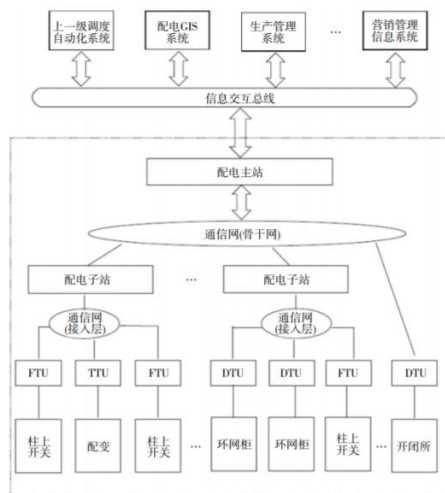 上一级调度
自动化系统
配电GIS
系统
生产管理
系统
…
营销管理
信息系统
信息交互总线
配电主站
通信网(骨干网)
配电子站
…
配电子站
通信网
(接入层)
通信网
(接入层)
FTU
TTU
FTU
DTU
DTU
FTU
DTU
柱上
开关
配变
柱上
开关
…
环网柜
环网柜
柱上
开关
…
开闭所